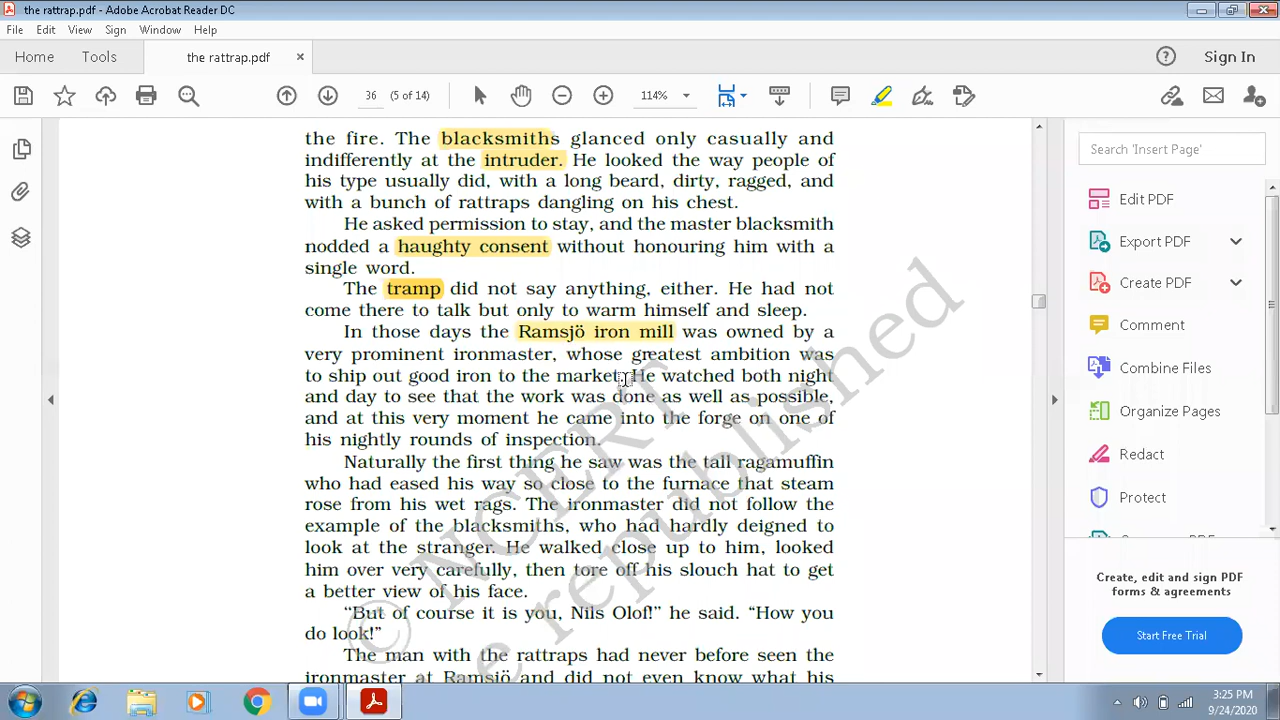 the rattrap.pdf - Adobe Acrobat Reader DC
File Edit View Sign Window Help
Home Tools the rattrap.pdf × Sign In
36 (5 of 14) 114%
the fire. The blacksmiths glanced only casually and
indifferently at the intruder. He looked the way people of
his type usually did, with a long beard, dirty, ragged, and
with a bunch of rattraps dangling on his chest.
He asked permission to stay, and the master blacksmith
nodded a haughty consent without honouring him with a
single word.
The tramp did not say anything, either. He had not
come there to talk but only to warm himself and sleep.
In those days the Ramsjö iron mill was owned by a
very prominent ironmaster, whose greatest ambition was
to ship out good iron to the market. He watched both night
and day to see that the work was done as well as possible,
and at this very moment he came into the forge on one of
his nightly rounds of inspection.
Naturally the first thing he saw was the tall ragamuffin
who had eased his way so close to the furnace that steam
rose from his wet rags. The ironmaster did not follow the
example of the blacksmiths, who had hardly deigned to
look at the stranger. He walked close up to him, looked
him over very carefully, then tore off his slouch hat to get
a better view of his face.
“But of course it is you, Nils Olof!” he said. “How you
do look!”
The man with the rattraps had never before seen the
ironmaster at Ramsjö and did not even know what his
© NCERT
be republished
Search 'Insert Page'
Edit PDF
Export PDF
Create PDF
Comment
Combine Files
Organize Pages
Redact
Protect
Create, edit and sign PDF
forms & agreements
Start Free Trial
3:25 PM
9/24/2020